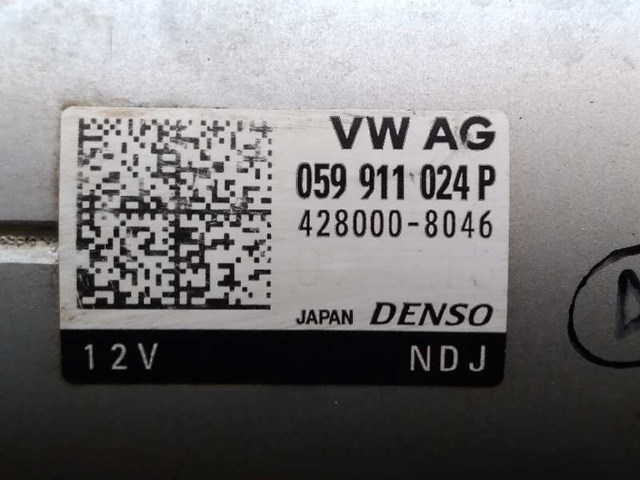 VW AG
059 911 024 P
428000-8046
JAPAN DENSO
12V NDJ